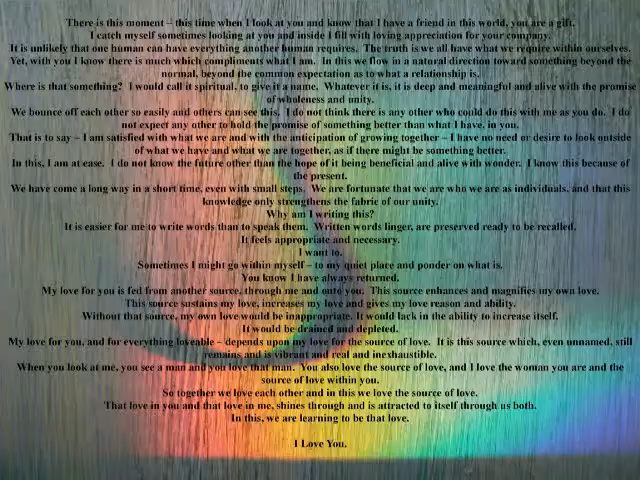 There is this moment – this time when I look at you and know that I have a friend in this world, you are a gift.
I catch myself sometimes looking at you and inside I fill with loving appreciation for your company.
It is unlikely that one human can have everything another human requires.  The truth is we all have what we require within ourselves.
Yet, with you I know there is much which compliments what I am.  In this we flow in a natural direction toward something beyond the
normal, beyond the common expectation as to what a relationship is.
Where is that something?  I would call it spiritual, to give it a name.  Whatever it is, it is deep and meaningful and alive with the promise
of wholeness and unity.
We bounce off each other so easily and others can see this.  I do not think there is any other who could do this with me as you do.  I do
not expect any other to hold the promise of something better than what I have, in you.
That is to say – I am satisfied with what we are and with the anticipation of growing together – I have no need or desire to look outside
of what we have and what we are together, as if there might be something better.
In this, I am at ease.  I do not know the future other than the hope of it being beneficial and alive with wonder.  I know this because of
the present.
We have come a long way in a short time, even with small steps.  We are fortunate that we are who we are as individuals, and that this
knowledge only strengthens the fabric of our unity.
Why am I writing this?
It is easier for me to write words than to speak them.  Written words linger, are preserved ready to be recalled.
It feels appropriate and necessary.
I want to.
Sometimes I might go within myself – to my quiet place and ponder on what is.
You know I have always returned.
My love for you is fed from another source, through me and onto you.  This source enhances and magnifies my own love.
This source sustains my love, increases my love and gives my love reason and ability.
Without that source, my own love would be inappropriate. It would lack in the ability to increase itself.
It would be drained and depleted.
My love for you, and for everything loveable – depends upon my love for the source of love.  It is this source which, even unnamed, still
remains and is vibrant and real and inexhaustible.
When you look at me, you see a man and you love that man.  You also love the source of love, and I love the woman you are and the
source of love within you.
So together we love each other and in this we love the source of love.
That love in you and that love in me, shines through and is attracted to itself through us both.
In this, we are learning to be that love.
I Love You.